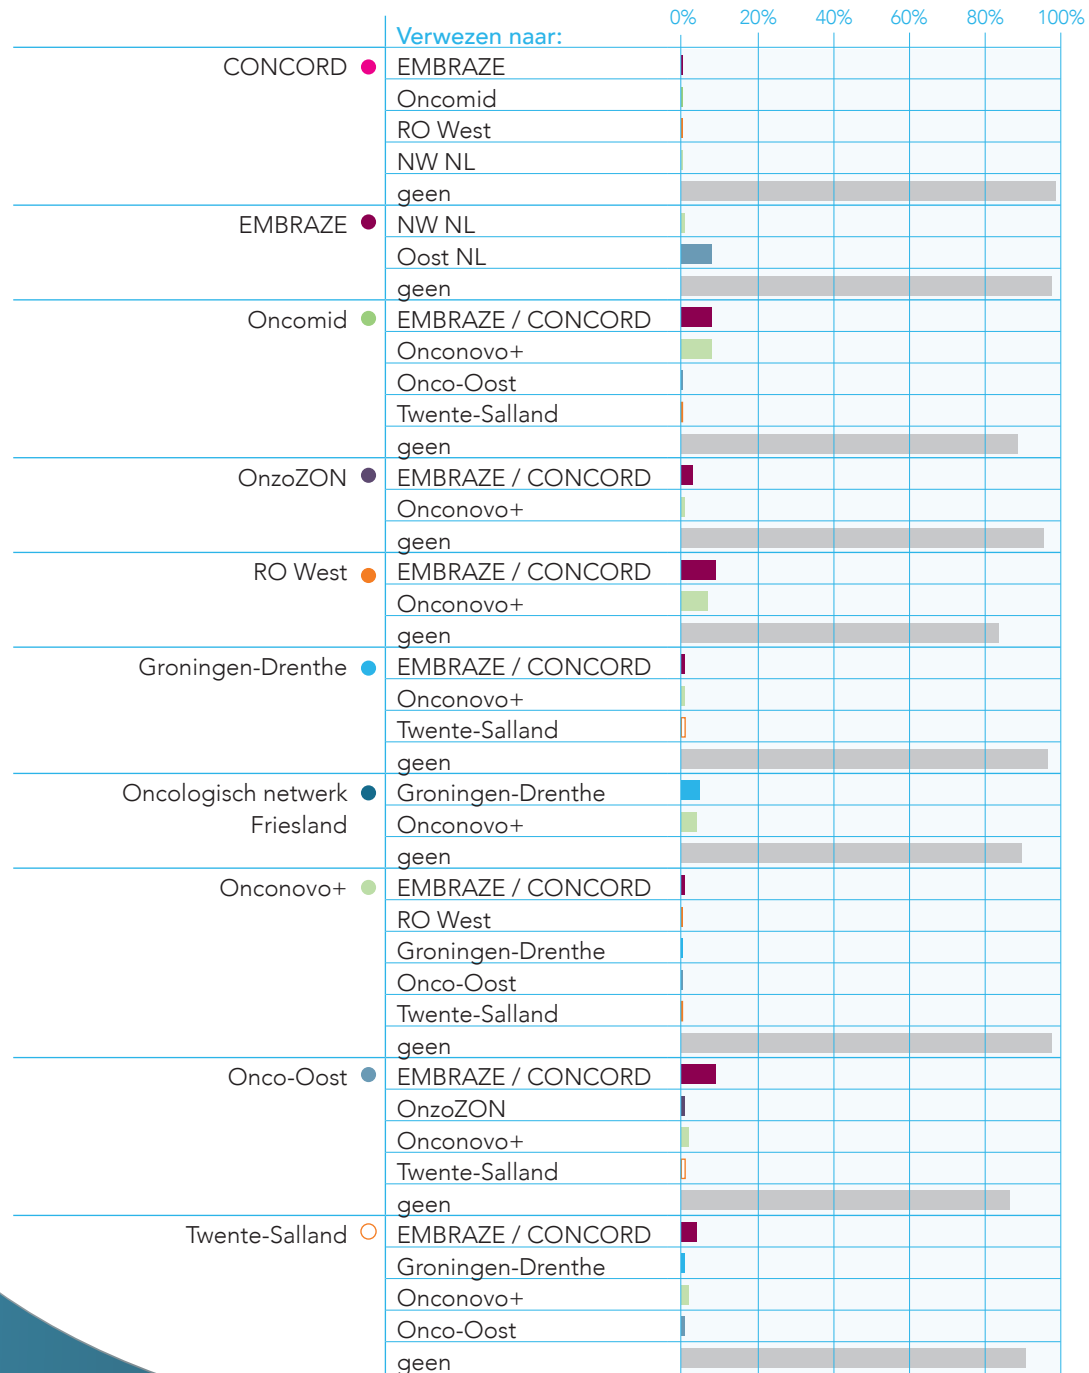 0% 20% 40% 60% 80% 100%
Verwezen naar:
CONCORD EMBRAZE
Oncomid
RO West
NW NL
geen
EMBRAZE NW NL
Oost NL
geen
Oncomid EMBRAZE / CONCORD
Onconovo+
Onco-Oost
Twente-Salland
geen
OnzoZON EMBRAZE / CONCORD
Onconovo+
geen
RO West EMBRAZE / CONCORD
Onconovo+
geen
Groningen-Drenthe EMBRAZE / CONCORD
Onconovo+
Twente-Salland
geen
Oncologisch netwerk Groningen-Drenthe
Friesland Onconovo+
geen
Onconovo+ EMBRAZE / CONCORD
RO West
Groningen-Drenthe
Onco-Oost
Twente-Salland
geen
Onco-Oost EMBRAZE / CONCORD
OnzoZON
Onconovo+
Twente-Salland
geen
Twente-Salland EMBRAZE / CONCORD
Groningen-Drenthe
Onconovo+
Onco-Oost
geen